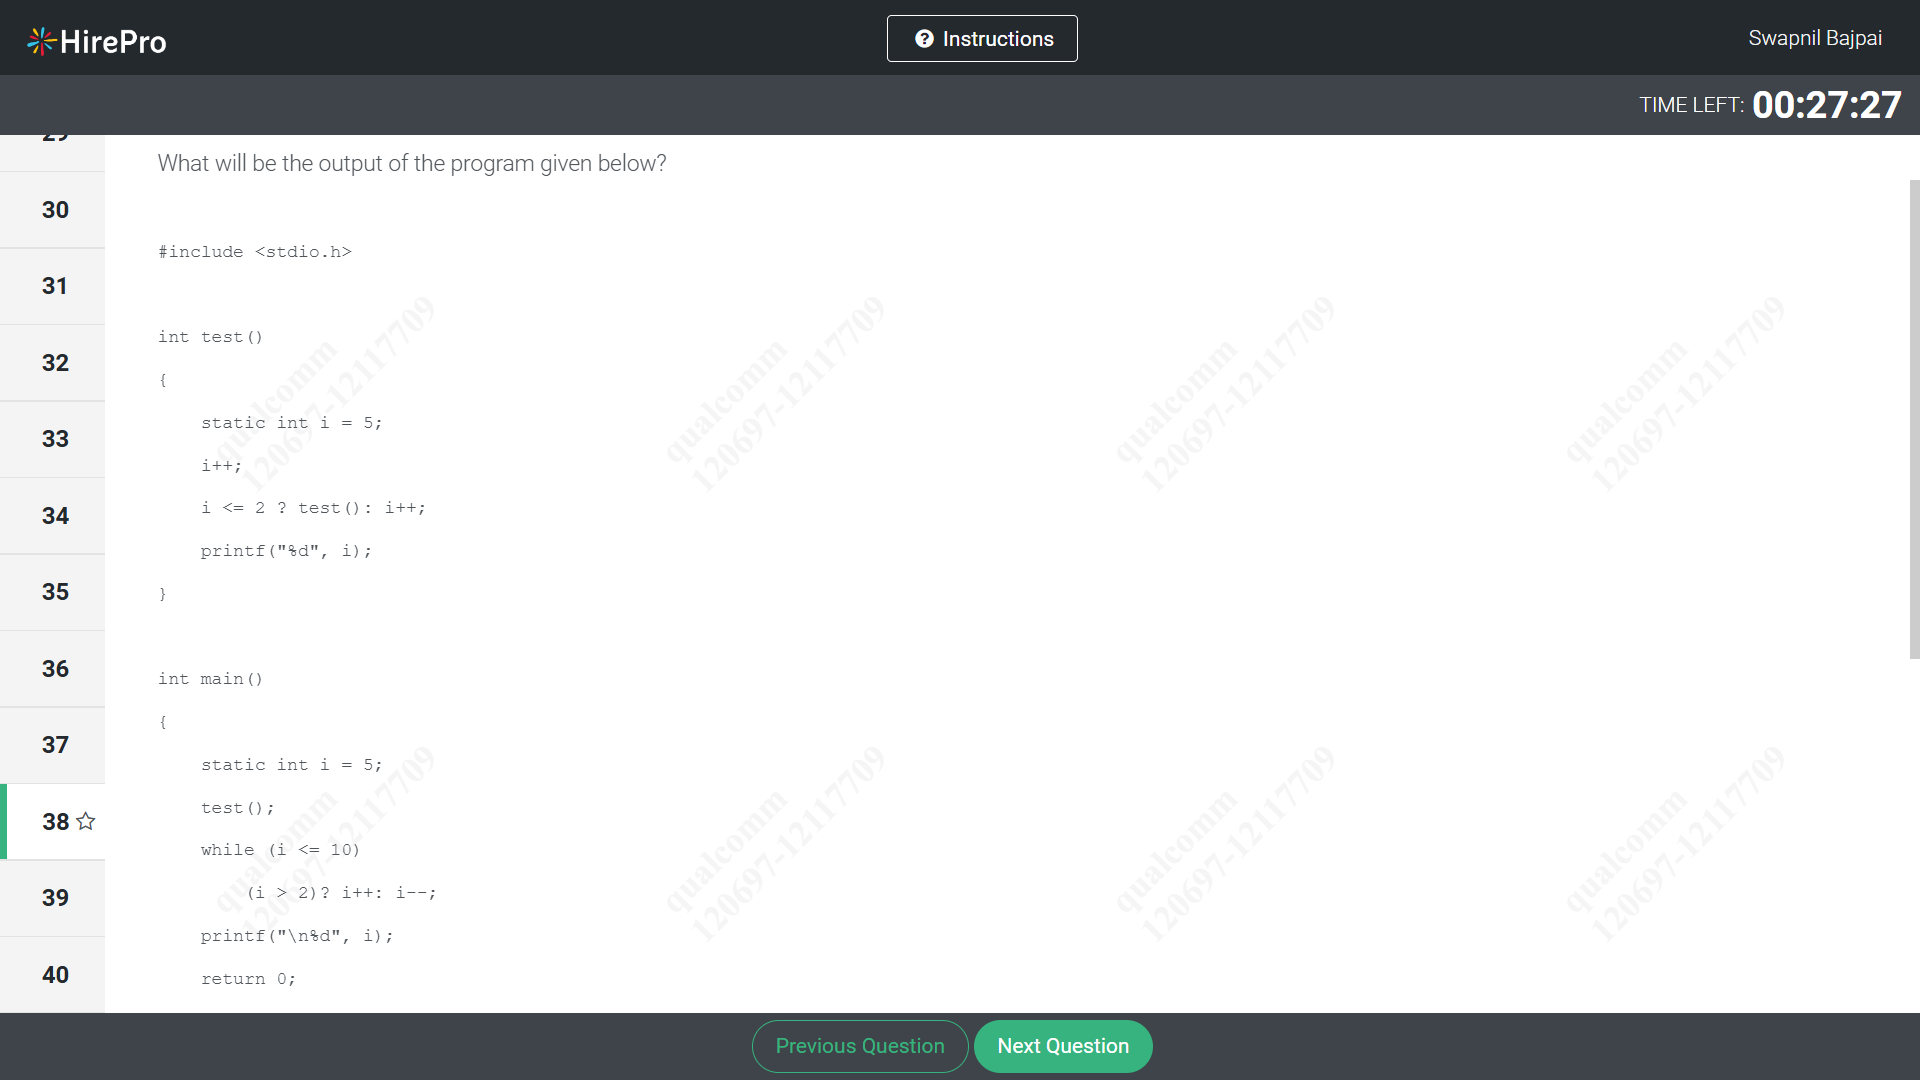 HirePro
Instructions
Swapnil Bajpai
TIME LEFT: 00:27:27
29
30
31
32
33
34
35
36
37
38
39
40
What will be the output of the program given below?
#include <stdio.h>
int test()
{
static int i = 5;
i++;
i <= 2 ? test(): i++;
printf("%d", i);
}
int main()
{
static int i = 5;
test();
while (i <= 10)
(i > 2)? i++: i--;
printf("\n%d", i);
return 0;
qualcomm
120697-12117709
qualcomm
120697-12117709
qualcomm
120697-12117709
qualcomm
120697-12117709
qualcomm
120697-12117709
qualcomm
120697-12117709
qualcomm
120697-12117709
qualcomm
120697-12117709
Previous Question
Next Question